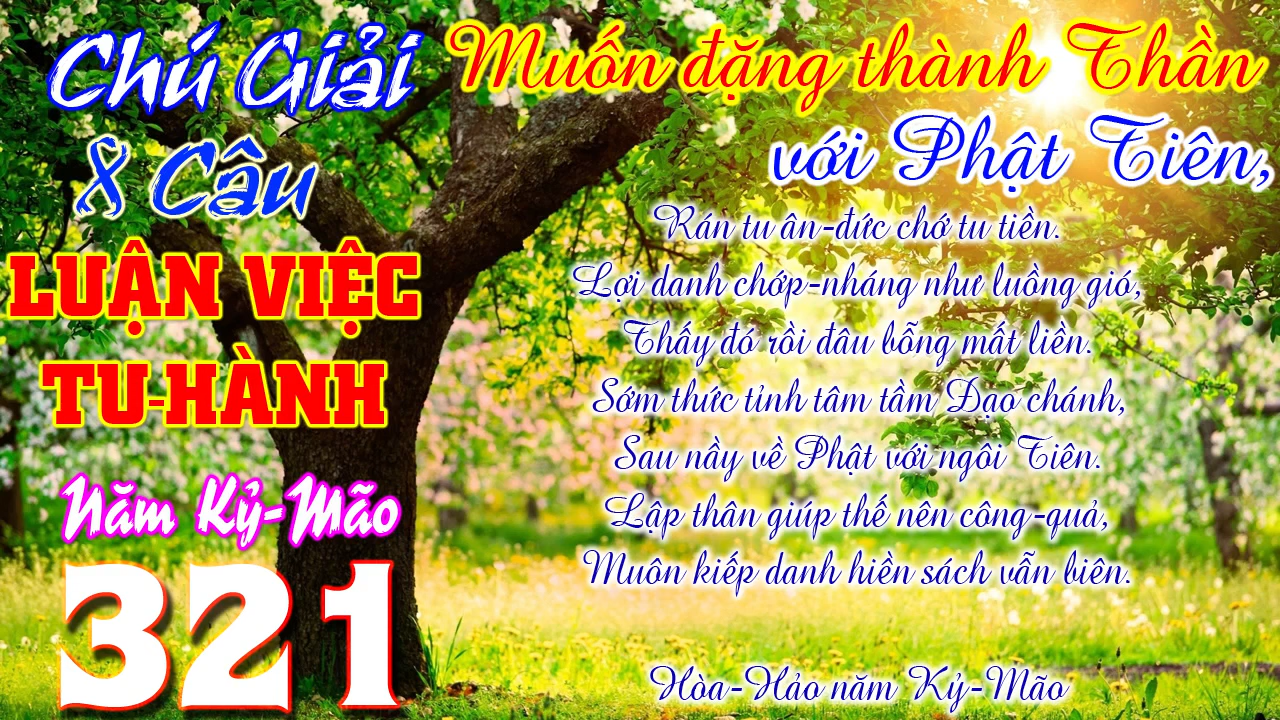 Chú Giải
8 Câu
LUẬN VIỆC
TU-HÀNH
Năm Kỷ-Mão
321
Muốn đặng thành Thần
với Phật Tiên,
Rán tu ân-đức chớ tu tiền.
Lợi danh chớp-nháng như luồng gió,
Thấy đó rồi đâu bỗng mất liền.
Sớm thức tỉnh tâm tầm Đạo chánh,
Sau nầy về Phật với ngôi Tiên.
Lập thân giúp thế nên công-quả,
Muôn kiếp danh hiền sách vẫn biên.
Hòa-Hảo năm Kỷ-Mão